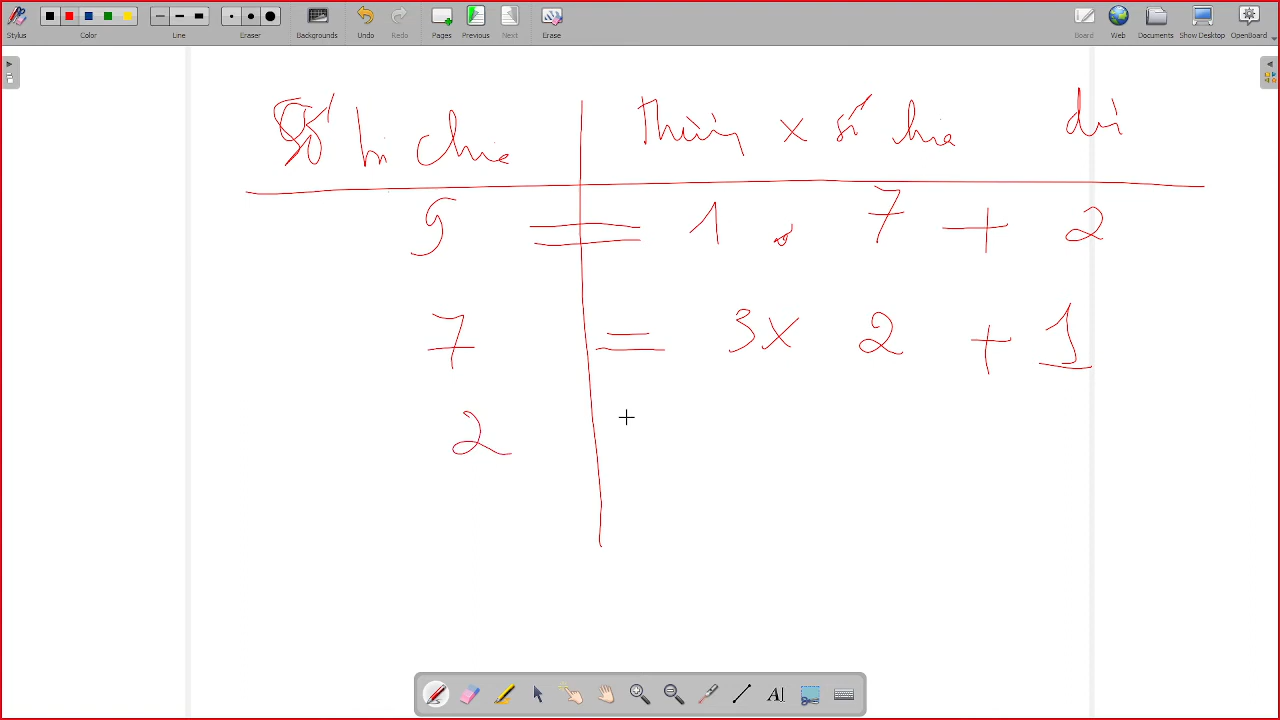 Stylus Color Line Eraser Backgrounds Undo Redo Pages Previous Next Erase Board Web Documents Show Desktop OpenBoard
Số bị chia thương x số chia dư
9 = 1 . 7 + 2
7 = 3 x 2 + 1
2